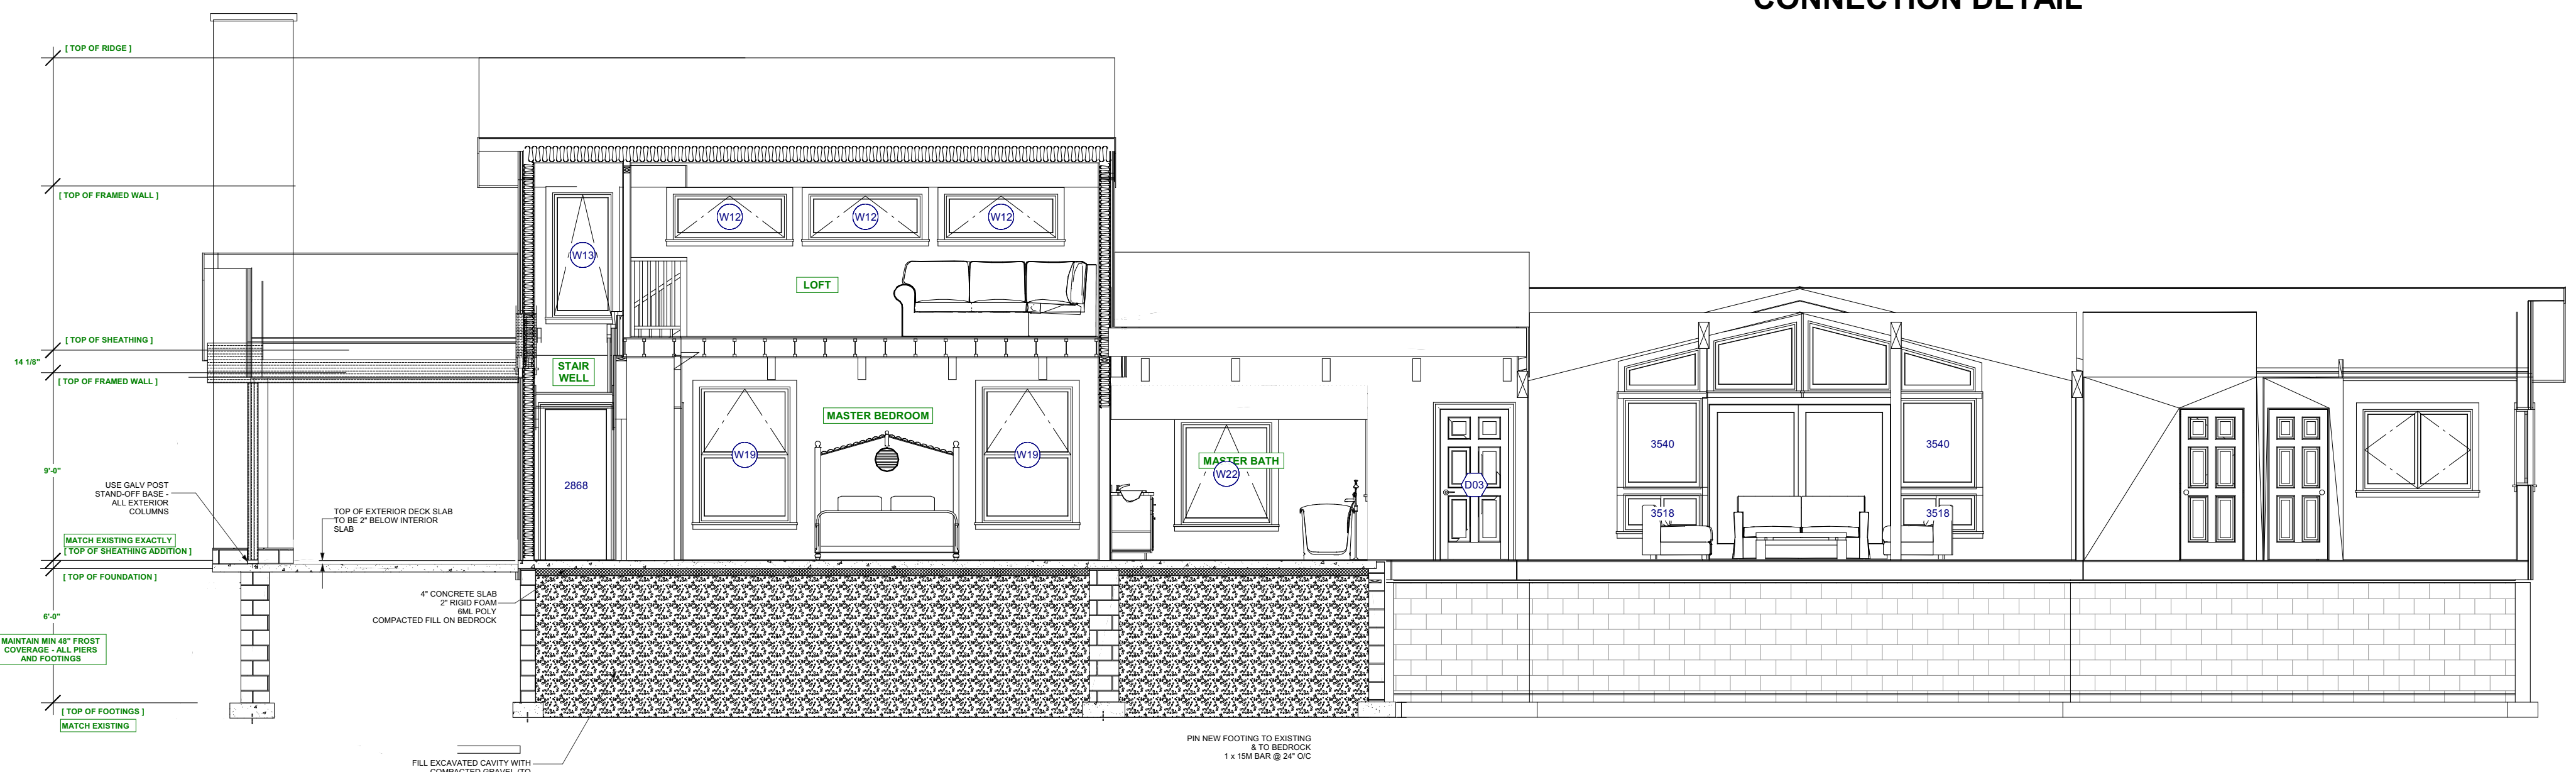 CONNECTION DETAIL
[ TOP OF RIDGE ]
[ TOP OF FRAMED WALL ]
W12
W12
W12
W13
LOFT
[ TOP OF SHEATHING ]
14 1/8"
[ TOP OF FRAMED WALL ]
STAIR
WELL
MASTER BEDROOM
W19
W19
MASTER BATH
W22
3540
3540
9'-0"
2868
D03
3518
3518
USE GALV POST
STAND-OFF BASE -
ALL EXTERIOR
COLUMNS
TOP OF EXTERIOR DECK SLAB
TO BE 2" BELOW INTERIOR
SLAB
MATCH EXISTING EXACTLY
[ TOP OF SHEATHING ADDITION ]
[ TOP OF FOUNDATION ]
4" CONCRETE SLAB
2" RIGID FOAM
6ML POLY
COMPACTED FILL ON BEDROCK
6'-0"
MAINTAIN MIN 48" FROST
COVERAGE - ALL PIERS
AND FOOTINGS
[ TOP OF FOOTINGS ]
MATCH EXISTING
PIN NEW FOOTING TO EXISTING
& TO BEDROCK
1 x 15M BAR @ 24" O/C
FILL EXCAVATED CAVITY WITH
COMPACTED GRAVEL (TO